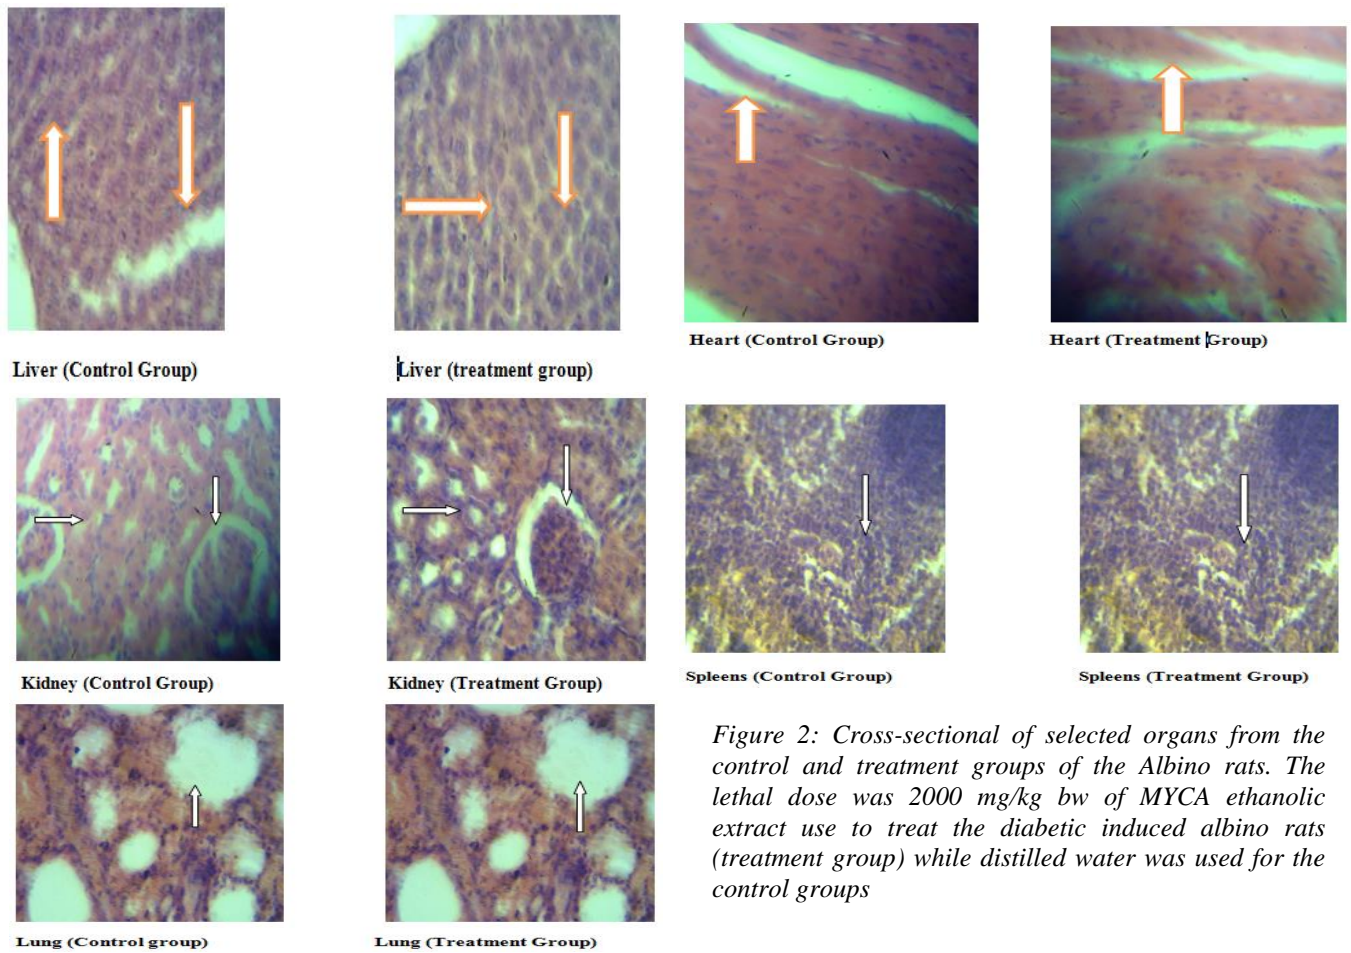 Liver (Control Group)
Liver (treatment group)
Heart (Control Group)
Heart (Treatment Group)
Kidney (Control Group)
Kidney (Treatment Group)
Spleens (Control Group)
Spleens (Treatment Group)
Lung (Control group)
Lung (Treatment Group)
Figure 2: Cross-sectional of selected organs from the
control and treatment groups of the Albino rats. The
lethal dose was 2000 mg/kg bw of MYCA ethanolic
extract use to treat the diabetic induced albino rats
(treatment group) while distilled water was used for the
control groups